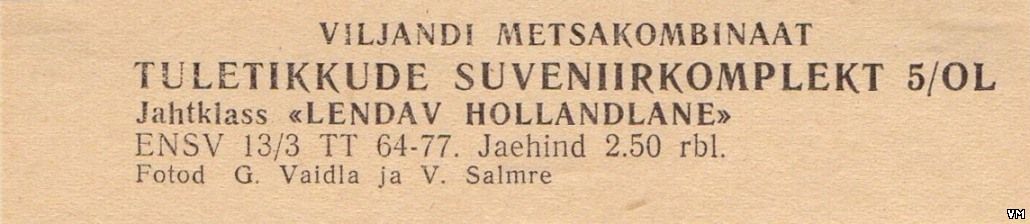 VILJANDI METSAKOMBINAAT
TULETIKKUDE SUVENIIRKOMPLEKT 5/OL
Jahtklass «LENDAV HOLLANDLANE»
ENSV 13/3 TT 64-77. Jaehind 2.50 rbl.
Fotod G. Vaidla ja V. Salmre
VM